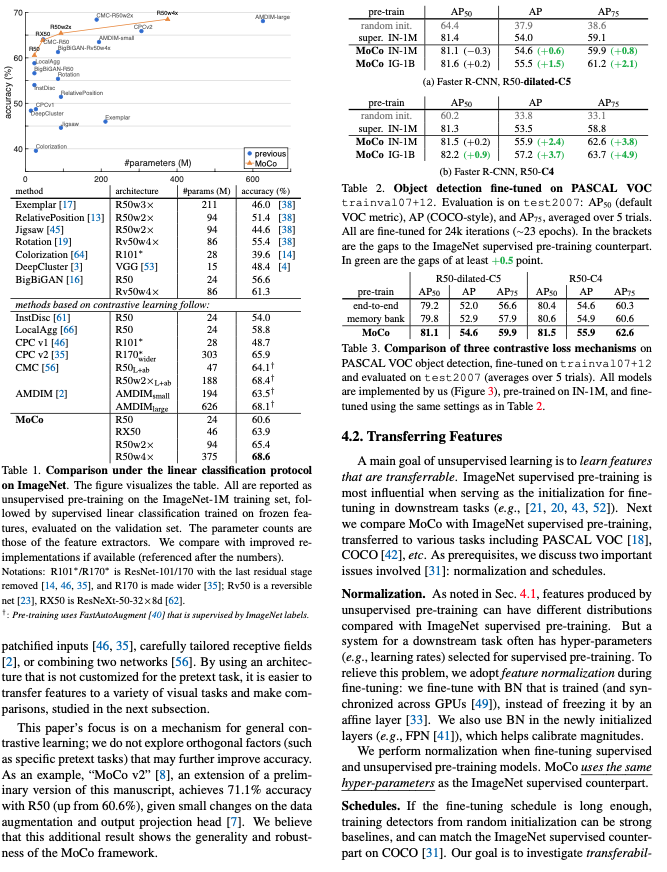 70
60
50
40
accuracy (%)
CMC-R50w2x
R50w4x
AMDIM-large
R50w2x
CPCv2
RX50
CMC-R50
AMDIM-small
R50
BigBiGAN-Rv50w4x
LocalAgg
BigBiGAN-R50
Rotation
InstDisc
RelativePosition
CPCv1
DeepCluster
Exemplar
Jigsaw
Colorization
previous
MoCo
#parameters (M)
0 200 400 600
method architecture #params (M) accuracy (%)
Exemplar [17] R50w3× 211 46.0 [38]
RelativePosition [13] R50w2× 94 51.4 [38]
Jigsaw [45] R50w2× 94 44.6 [38]
Rotation [19] Rv50w4× 86 55.4 [38]
Colorization [64] R101* 28 39.6 [14]
DeepCluster [3] VGG [53] 15 48.4 [4]
BigBiGAN [16] R50 24 56.6
Rv50w4× 86 61.3
methods based on contrastive learning follow:
InstDisc [61] R50 24 54.0
LocalAgg [66] R50 24 58.8
CPC v1 [46] R101* 28 48.7
CPC v2 [35] R170*wider 303 65.9
CMC [56] R50L+ab 47 64.1†
R50w2×L+ab 188 68.4†
AMDIM [2] AMDIMsmall 194 63.5†
AMDIMlarge 626 68.1†
MoCo R50 24 60.6
RX50 46 63.9
R50w2× 94 65.4
R50w4× 375 68.6
Table 1. Comparison under the linear classification protocol
on ImageNet. The figure visualizes the table. All are reported as
unsupervised pre-training on the ImageNet-1M training set, fol-
lowed by supervised linear classification trained on frozen fea-
tures, evaluated on the validation set. The parameter counts are
those of the feature extractors. We compare with improved re-
implementations if available (referenced after the numbers).
Notations: R101*/R170* is ResNet-101/170 with the last residual stage
removed [14, 46, 35], and R170 is made wider [35]; Rv50 is a reversible
net [23], RX50 is ResNeXt-50-32×8d [62].
†: Pre-training uses FastAutoAugment [40] that is supervised by ImageNet labels.
patchified inputs [46, 35], carefully tailored receptive fields
[2], or combining two networks [56]. By using an architec-
ture that is not customized for the pretext task, it is easier to
transfer features to a variety of visual tasks and make com-
parisons, studied in the next subsection.
This paper's focus is on a mechanism for general con-
trastive learning; we do not explore orthogonal factors (such
as specific pretext tasks) that may further improve accuracy.
As an example, “MoCo v2” [8], an extension of a prelim-
inary version of this manuscript, achieves 71.1% accuracy
with R50 (up from 60.6%), given small changes on the data
augmentation and output projection head [7]. We believe
that this additional result shows the generality and robust-
ness of the MoCo framework.
pre-train AP50 AP AP75
random init. 64.4 37.9 38.6
super. IN-1M 81.4 54.0 59.1
MoCo IN-1M 81.1 (−0.3) 54.6 (+0.6) 59.9 (+0.8)
MoCo IG-1B 81.6 (+0.2) 55.5 (+1.5) 61.2 (+2.1)
(a) Faster R-CNN, R50-dilated-C5
pre-train AP50 AP AP75
random init. 60.2 33.8 33.1
super. IN-1M 81.3 53.5 58.8
MoCo IN-1M 81.5 (+0.2) 55.9 (+2.4) 62.6 (+3.8)
MoCo IG-1B 82.2 (+0.9) 57.2 (+3.7) 63.7 (+4.9)
(b) Faster R-CNN, R50-C4
Table 2. Object detection fine-tuned on PASCAL VOC
trainval07+12. Evaluation is on test2007: AP50 (default
VOC metric), AP (COCO-style), and AP75, averaged over 5 trials.
All are fine-tuned for 24k iterations (~23 epochs). In the brackets
are the gaps to the ImageNet supervised pre-training counterpart.
In green are the gaps of at least +0.5 point.
R50-dilated-C5 R50-C4
pre-train AP50 AP AP75 AP50 AP AP75
end-to-end 79.2 52.0 56.6 80.4 54.6 60.3
memory bank 79.8 52.9 57.9 80.6 54.9 60.6
MoCo 81.1 54.6 59.9 81.5 55.9 62.6
Table 3. Comparison of three contrastive loss mechanisms on
PASCAL VOC object detection, fine-tuned on trainval07+12
and evaluated on test2007 (averages over 5 trials). All models
are implemented by us (Figure 3), pre-trained on IN-1M, and fine-
tuned using the same settings as in Table 2.
4.2. Transferring Features
A main goal of unsupervised learning is to learn features
that are transferrable. ImageNet supervised pre-training is
most influential when serving as the initialization for fine-
tuning in downstream tasks (e.g., [21, 20, 43, 52]). Next
we compare MoCo with ImageNet supervised pre-training,
transferred to various tasks including PASCAL VOC [18],
COCO [42], etc. As prerequisites, we discuss two important
issues involved [31]: normalization and schedules.
Normalization. As noted in Sec. 4.1, features produced by
unsupervised pre-training can have different distributions
compared with ImageNet supervised pre-training. But a
system for a downstream task often has hyper-parameters
(e.g., learning rates) selected for supervised pre-training. To
relieve this problem, we adopt feature normalization during
fine-tuning: we fine-tune with BN that is trained (and syn-
chronized across GPUs [49]), instead of freezing it by an
affine layer [33]. We also use BN in the newly initialized
layers (e.g., FPN [41]), which helps calibrate magnitudes.
We perform normalization when fine-tuning supervised
and unsupervised pre-training models. MoCo uses the same
hyper-parameters as the ImageNet supervised counterpart.
Schedules. If the fine-tuning schedule is long enough,
training detectors from random initialization can be strong
baselines, and can match the ImageNet supervised counter-
part on COCO [31]. Our goal is to investigate transferabil-